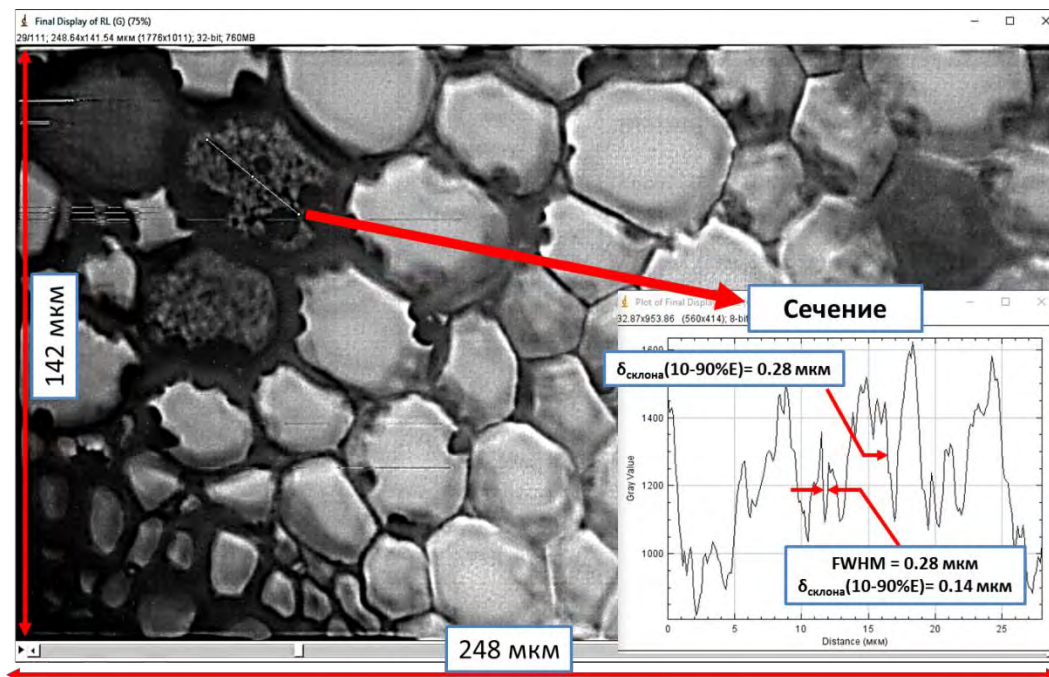 Final Display of RL (G) (75%)
29/111; 248.64x141.54 мкм (1776x1011); 32-bit; 760MB
142 мкм
Plot of Final Display
Сечение
32.87x953.86 (560x414); 8-bit
δсклона(10-90%E)= 0.28 мкм
1600
1400
1200
1000
Gray Value
FWHM = 0.28 мкм
δсклона(10-90%E)= 0.14 мкм
0 5 10 15 20 25
Distance (мкм)
248 мкм